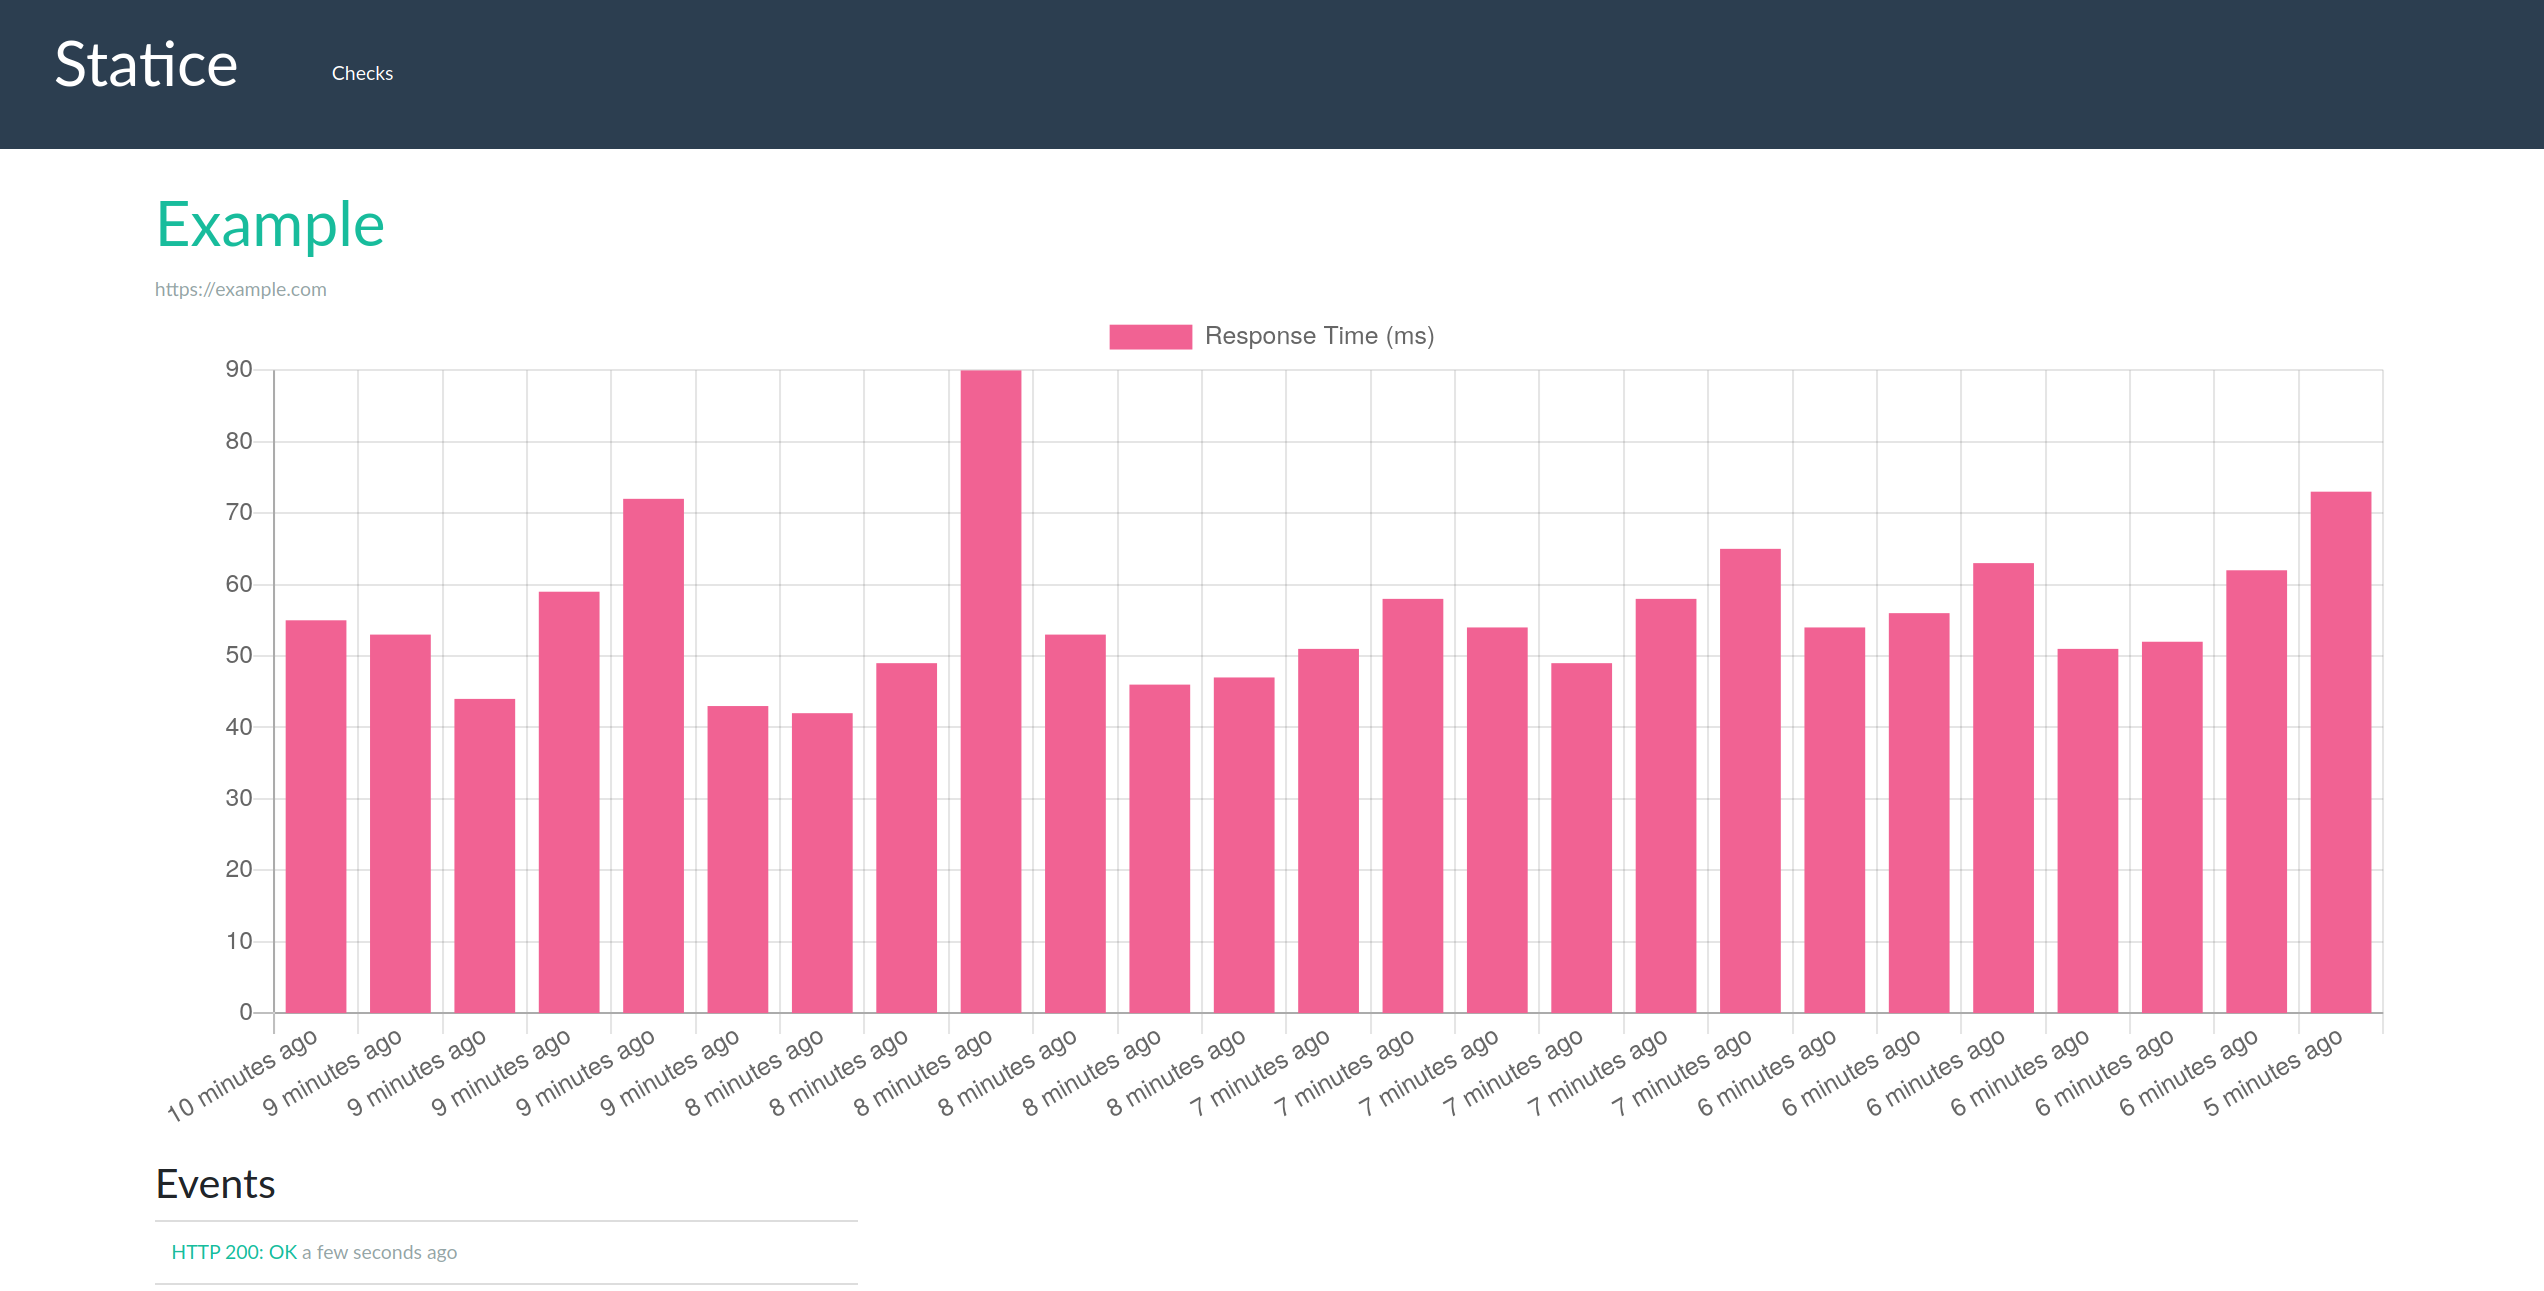 Statice
Checks
Example
https://example.com
Response Time (ms)
90
80
70
60
50
40
30
20
10
0
10 minutes ago
9 minutes ago
9 minutes ago
9 minutes ago
9 minutes ago
9 minutes ago
8 minutes ago
8 minutes ago
8 minutes ago
8 minutes ago
8 minutes ago
8 minutes ago
7 minutes ago
7 minutes ago
7 minutes ago
7 minutes ago
7 minutes ago
7 minutes ago
6 minutes ago
6 minutes ago
6 minutes ago
6 minutes ago
6 minutes ago
6 minutes ago
5 minutes ago
Events
HTTP 200: OK a few seconds ago